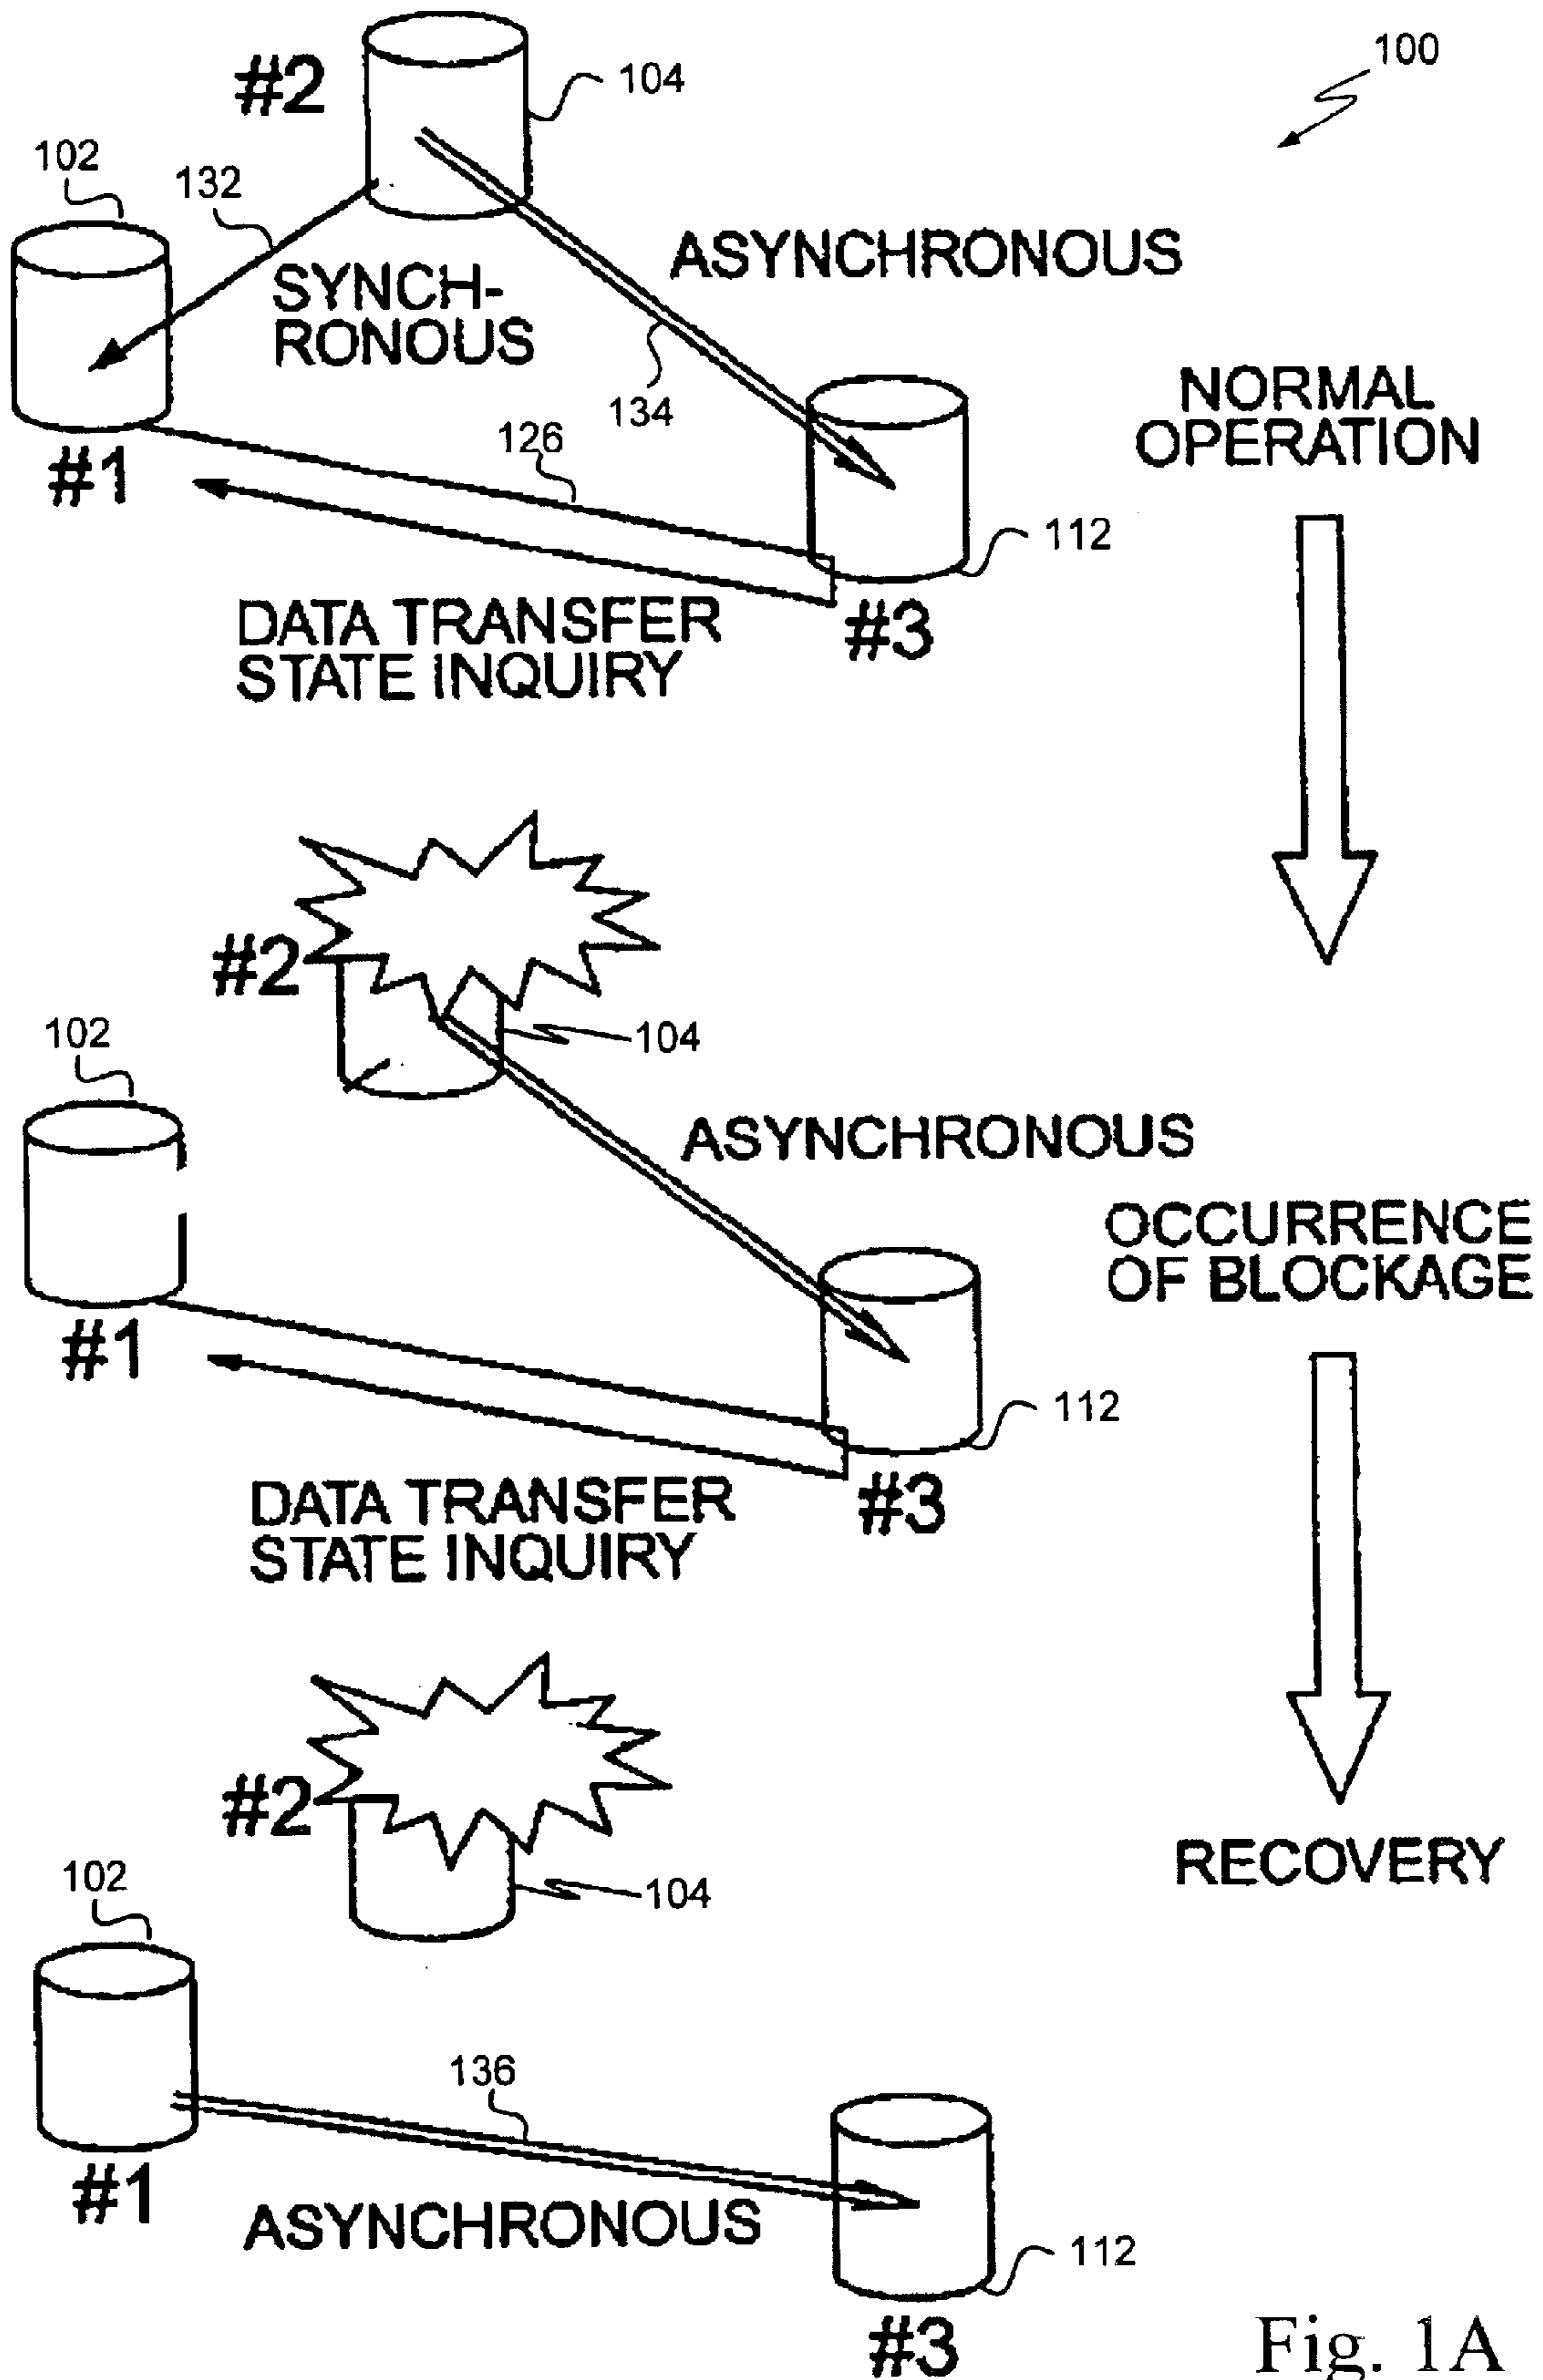 100
#2
104
102
132
ASYNCHRONOUS
SYNCH-
RONOUS
134
NORMAL
OPERATION
126
#1
112
DATA TRANSFER
STATE INQUIRY
#3
#2
104
102
ASYNCHRONOUS
OCCURRENCE
OF BLOCKAGE
#1
112
DATA TRANSFER
STATE INQUIRY
#3
#2
104
RECOVERY
102
136
#1
ASYNCHRONOUS
112
#3
Fig. 1A